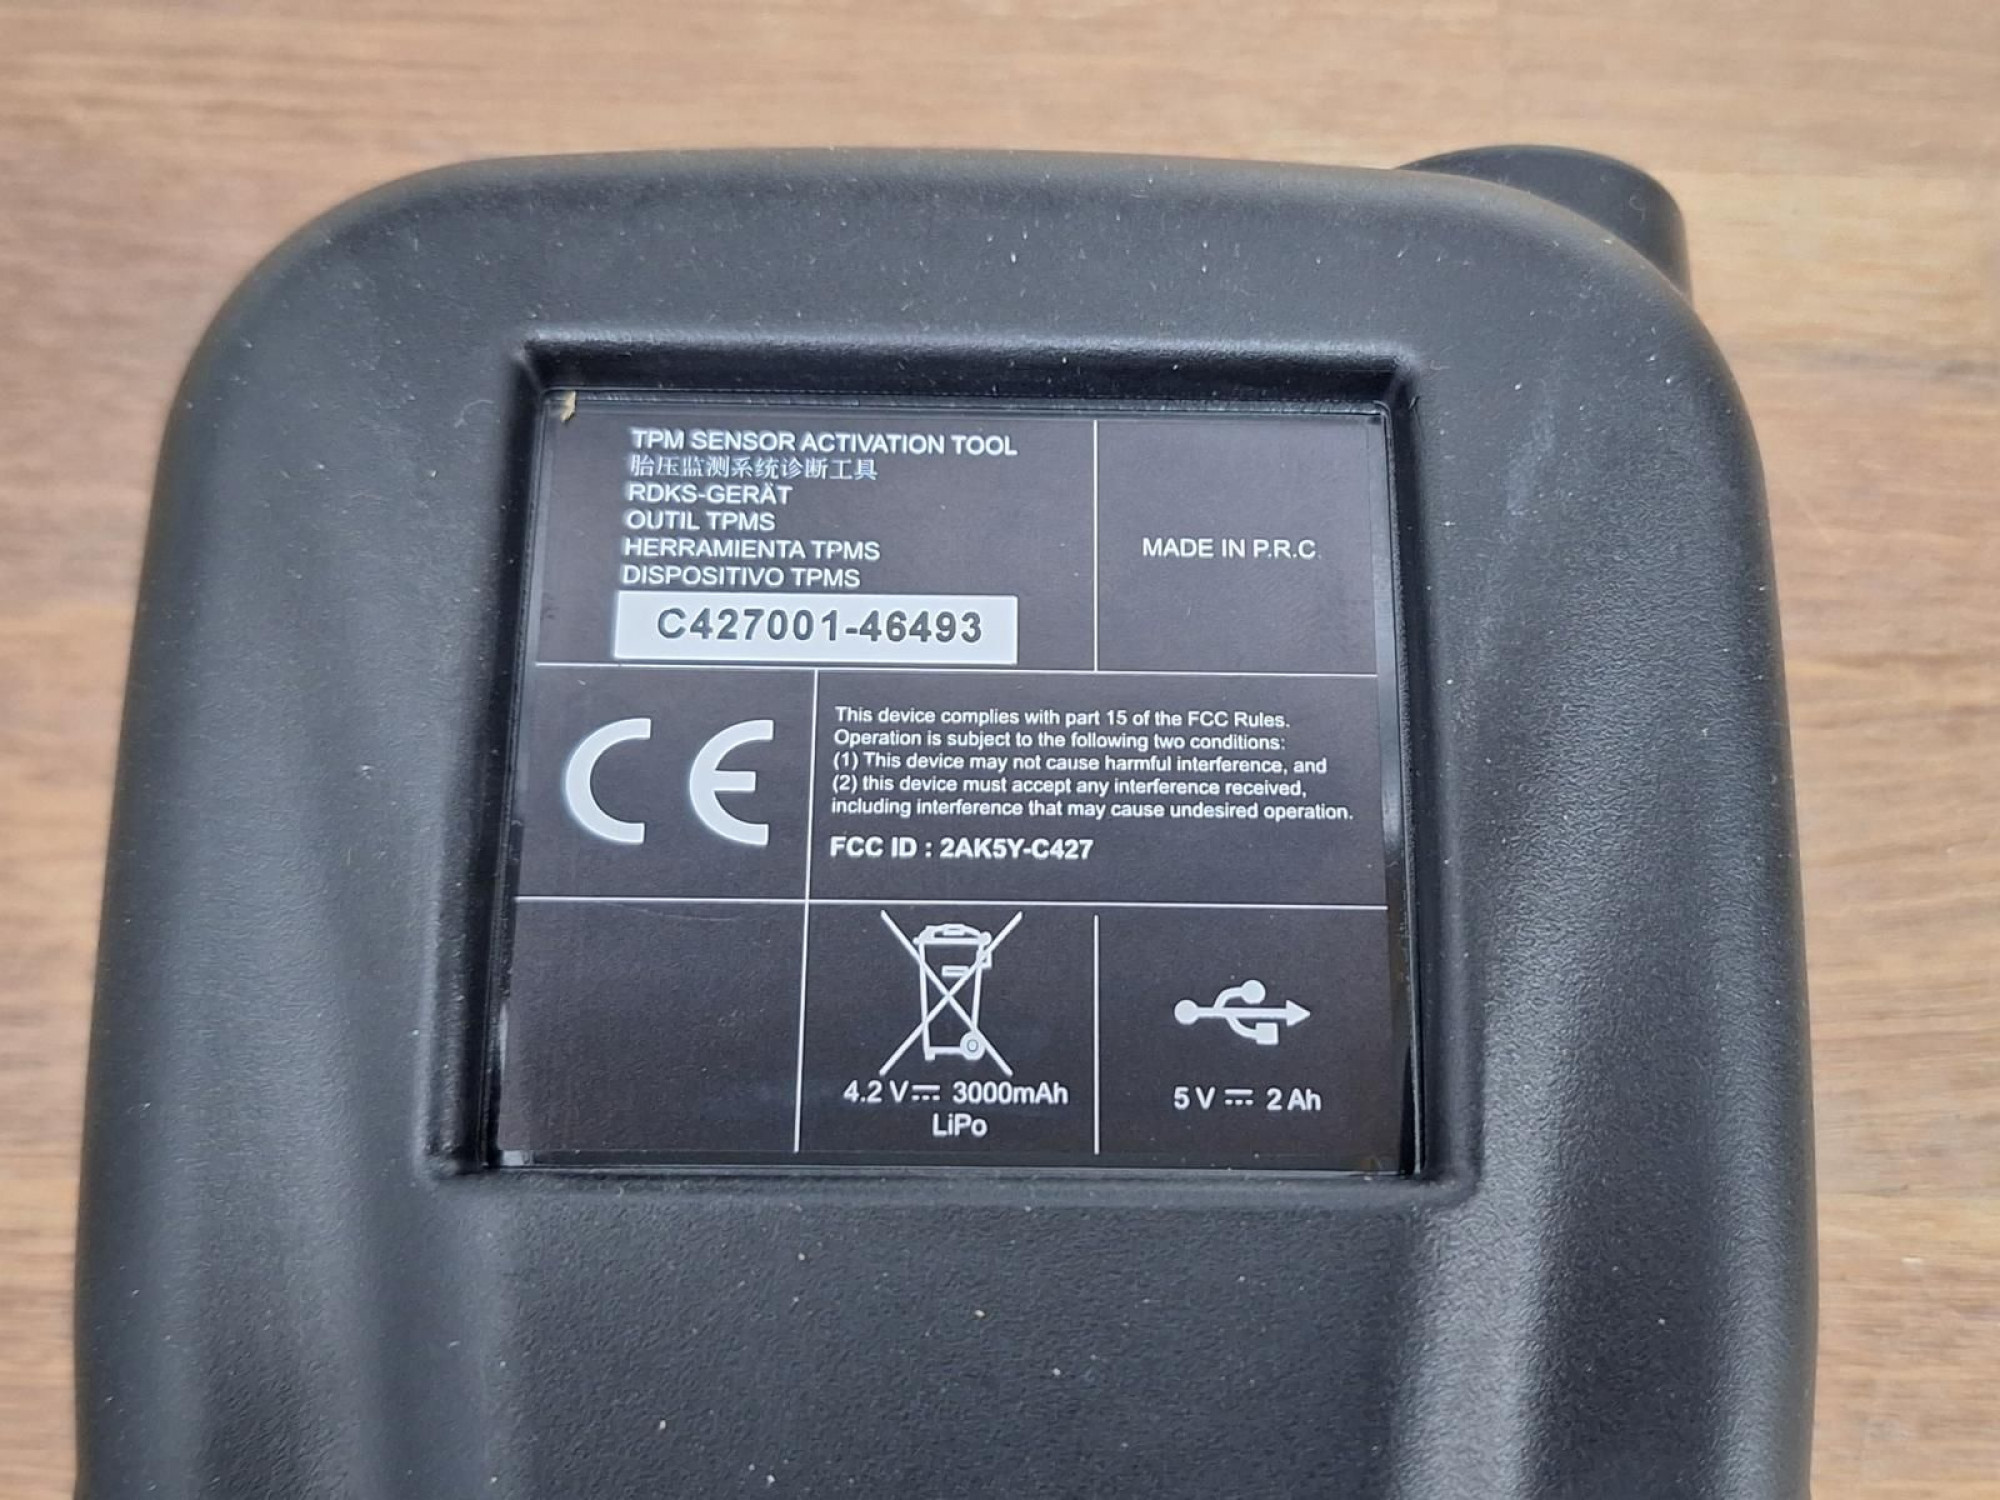 TPM SENSOR ACTIVATION TOOL
胎压监测系统诊断工具
RDKS-GERÄT
OUTIL TPMS
HERRAMIENTA TPMS
DISPOSITIVO TPMS
C427001-46493
MADE IN P.R.C.
CE
This device complies with part 15 of the FCC Rules.
Operation is subject to the following two conditions:
(1) This device may not cause harmful interference, and
(2) this device must accept any interference received,
including interference that may cause undesired operation.
FCC ID : 2AK5Y-C427
4.2 V⎓ 3000mAh
LiPo
5 V ⎓ 2 Ah